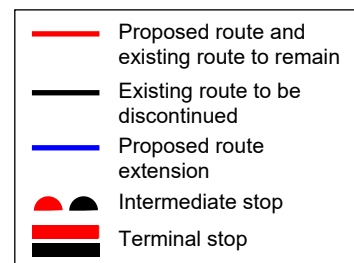 Proposed route and
existing route to remain
Existing route to be
discontinued
Proposed route
extension
Intermediate stop
Terminal stop